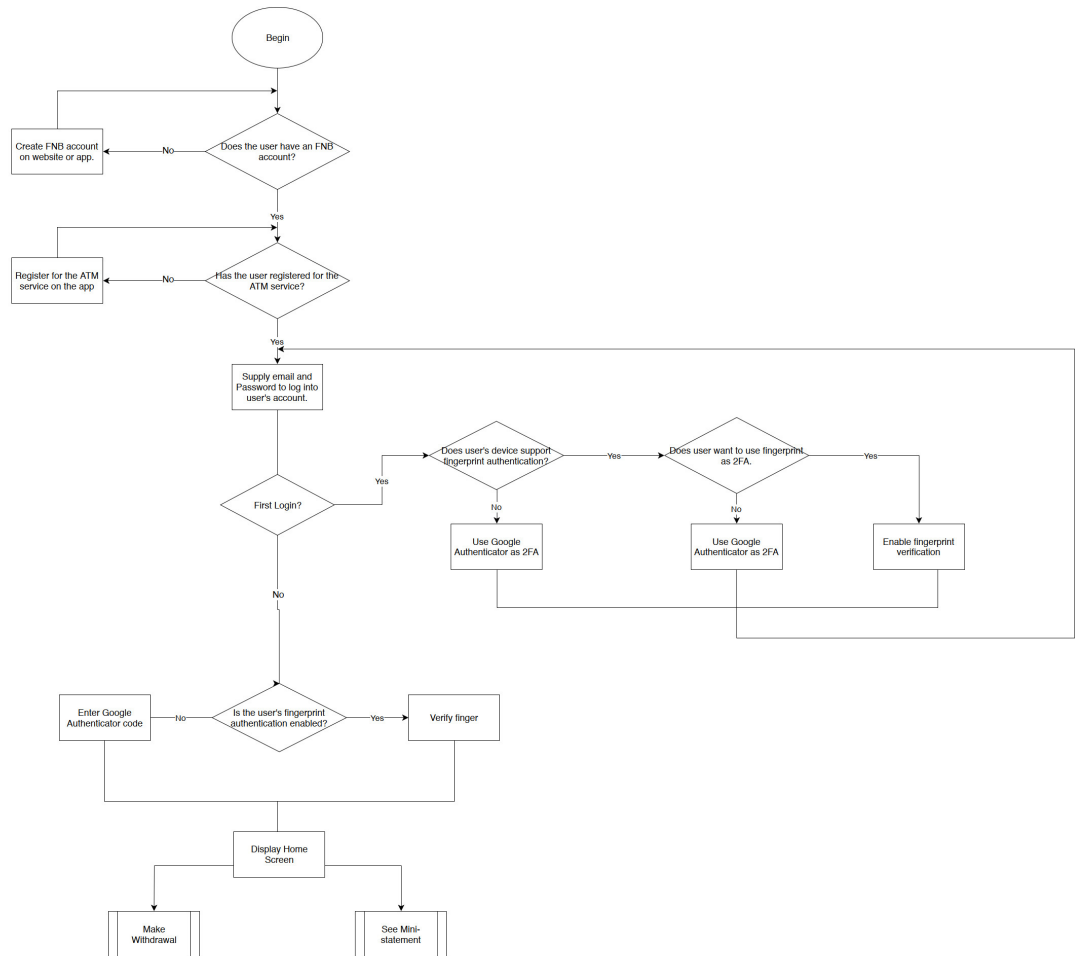 Begin
Create FNB account
on website or app.
No
Does the user have an FNB
account?
Yes
Register for the ATM
service on the app
No
Has the user registered for the
ATM service?
Yes
Supply email and
Password to log into
user's account.
First Login?
Yes
Does user's device support
fingerprint authentication?
Yes
Does user want to use fingerprint
as 2FA.
Yes
No
No
Use Google
Authenticator as 2FA
Use Google
Authenticator as 2FA
Enable fingerprint
verification
No
Enter Google
Authenticator code
No
Is the user's fingerprint
authentication enabled?
Yes
Verify finger
Display Home
Screen
Make
Withdrawal
See Mini-
statement